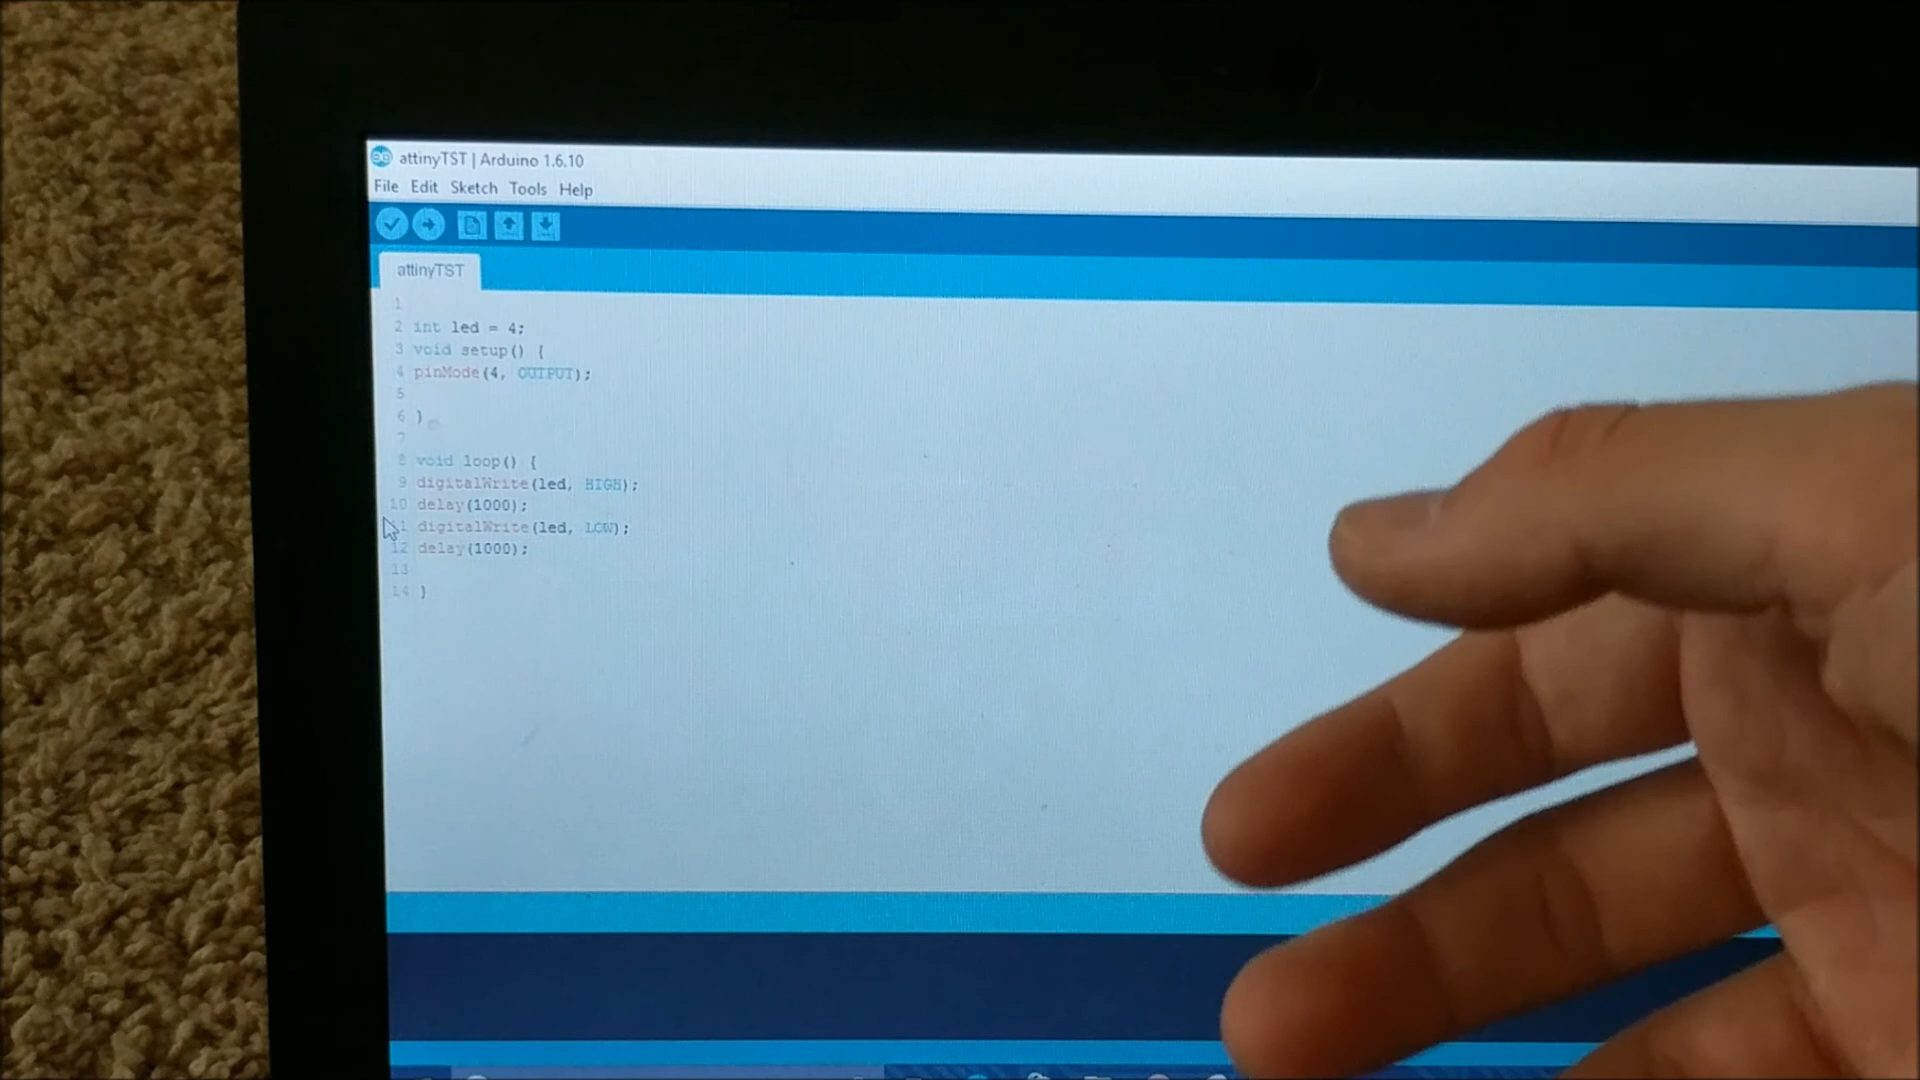 attinyTST | Arduino 1.6.10
File Edit Sketch Tools Help
attinyTST
1
2 int led = 4;
3 void setup() {
4 pinMode(4, OUTPUT);
5
6 }
7
8 void loop() {
9 digitalWrite(led, HIGH);
10 delay(1000);
11 digitalWrite(led, LOW);
12 delay(1000);
13
14 }